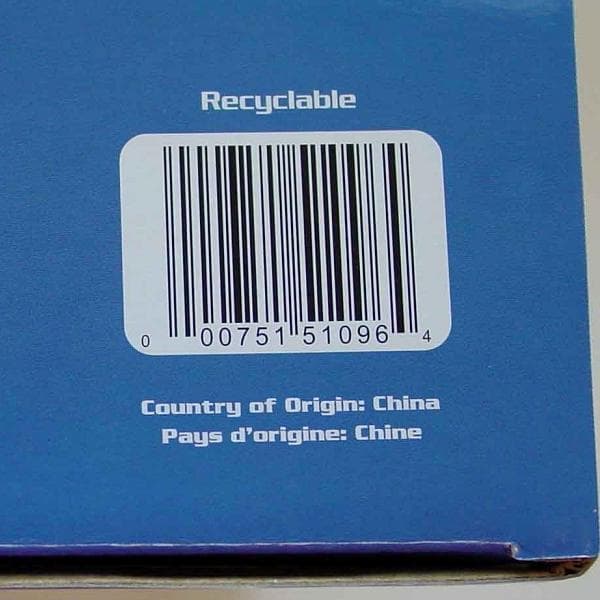 Recyclable
0 00751 51096 4
Country of Origin: China
Pays d'origine: Chine